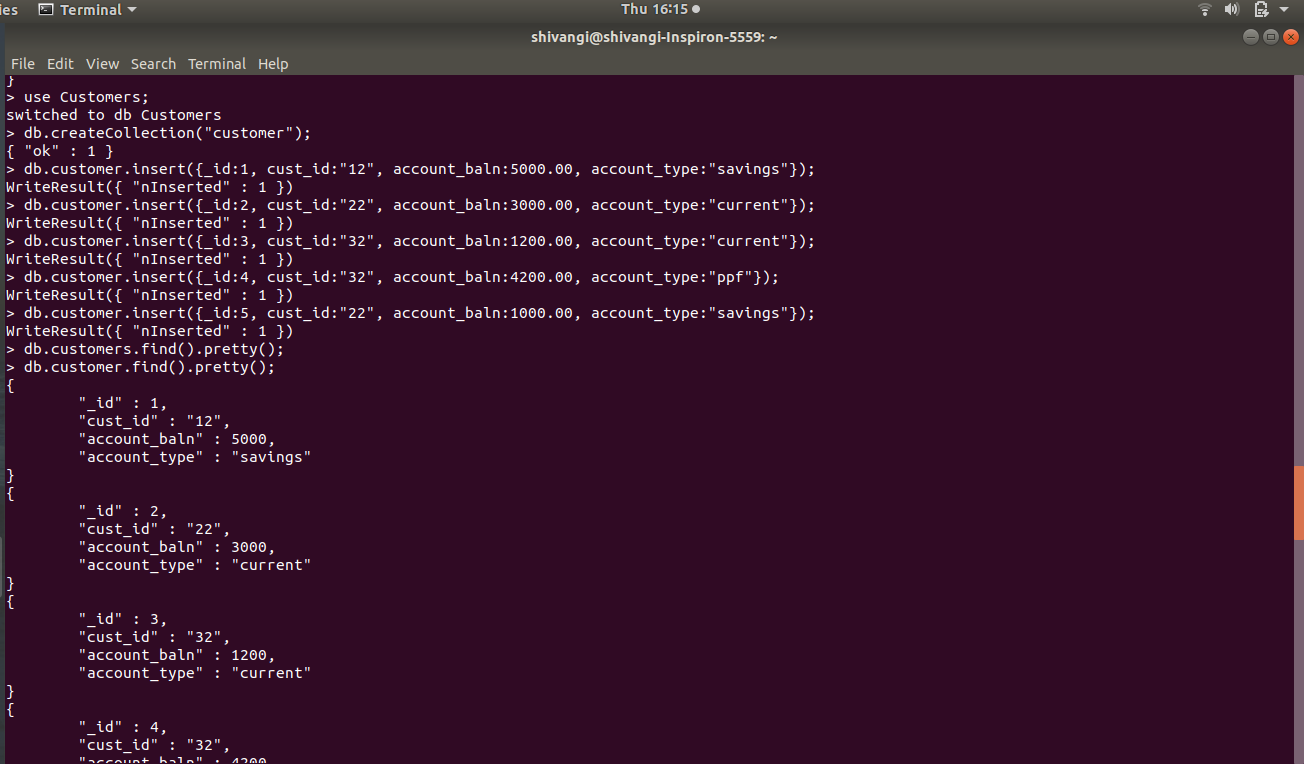 ies Terminal Thu 16:15
shivangi@shivangi-Inspiron-5559: ~
File Edit View Search Terminal Help
}
> use Customers;
switched to db Customers
> db.createCollection("customer");
{ "ok" : 1 }
> db.customer.insert({_id:1, cust_id:"12", account_baln:5000.00, account_type:"savings"});
WriteResult({ "nInserted" : 1 })
> db.customer.insert({_id:2, cust_id:"22", account_baln:3000.00, account_type:"current"});
WriteResult({ "nInserted" : 1 })
> db.customer.insert({_id:3, cust_id:"32", account_baln:1200.00, account_type:"current"});
WriteResult({ "nInserted" : 1 })
> db.customer.insert({_id:4, cust_id:"32", account_baln:4200.00, account_type:"ppf"});
WriteResult({ "nInserted" : 1 })
> db.customer.insert({_id:5, cust_id:"22", account_baln:1000.00, account_type:"savings"});
WriteResult({ "nInserted" : 1 })
> db.customers.find().pretty();
> db.customer.find().pretty();
{
"_id" : 1,
"cust_id" : "12",
"account_baln" : 5000,
"account_type" : "savings"
}
{
"_id" : 2,
"cust_id" : "22",
"account_baln" : 3000,
"account_type" : "current"
}
{
"_id" : 3,
"cust_id" : "32",
"account_baln" : 1200,
"account_type" : "current"
}
{
"_id" : 4,
"cust_id" : "32",
"account_baln" : 4200